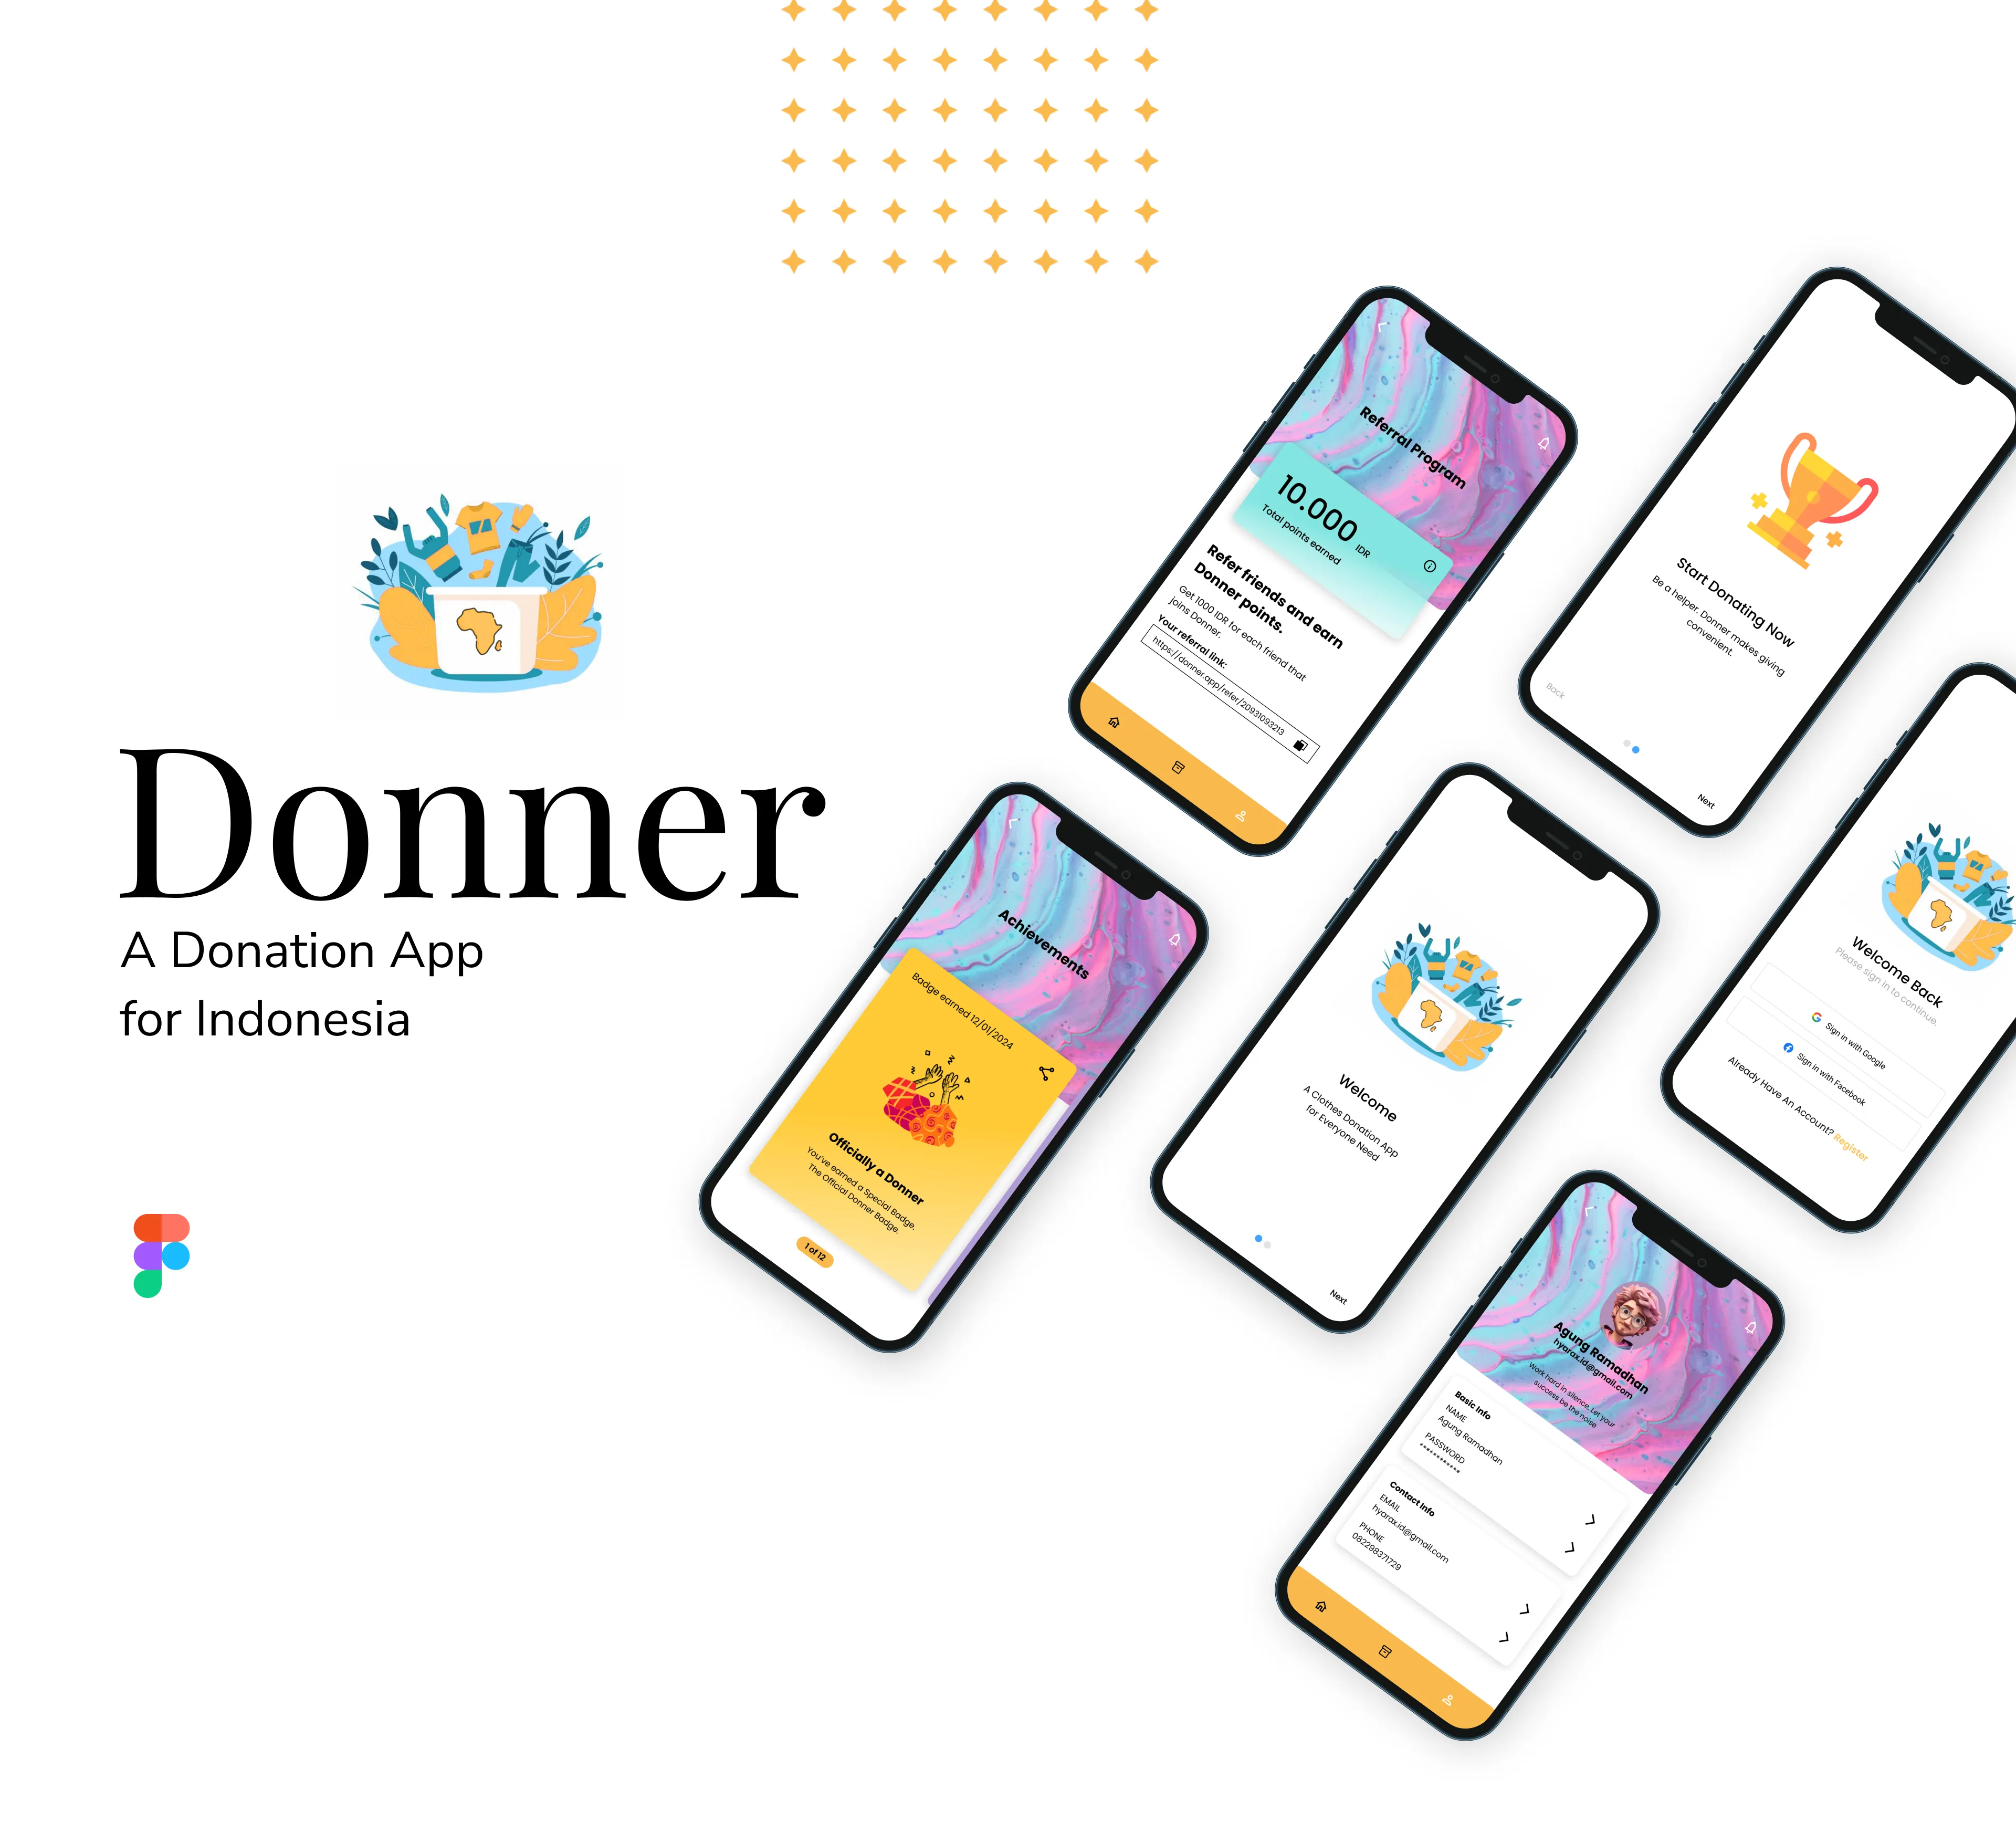 Donner
A Donation App
for Indonesia
Referral Program
10.000 IDR
Total points earned
Refer friends and earn
Donner points.
Get 1000 IDR for each friend that
joins Donner.
Your referral link:
https://donner.app/refer/20931093213
Start Donating Now
Be a helper. Donner makes giving
convenient.
Back
Next
Achievements
Badge earned 12/01/2024
Officially a Donner
You've earned a Special Badge.
The Official Donner Badge.
1 of 12
Welcome
A Clothes Donation App
for Everyone Need
Next
Welcome Back
Please sign in to continue.
Sign in with Google
Sign in with Facebook
Already Have An Account? Register
Agung Ramadhan
hyarax.id@gmail.com
Work hard in silence, Let your
success be the noise
Basic Info
NAME
Agung Ramadhan
PASSWORD
************
Contact Info
EMAIL
hyarax.id@gmail.com
PHONE
082298371729